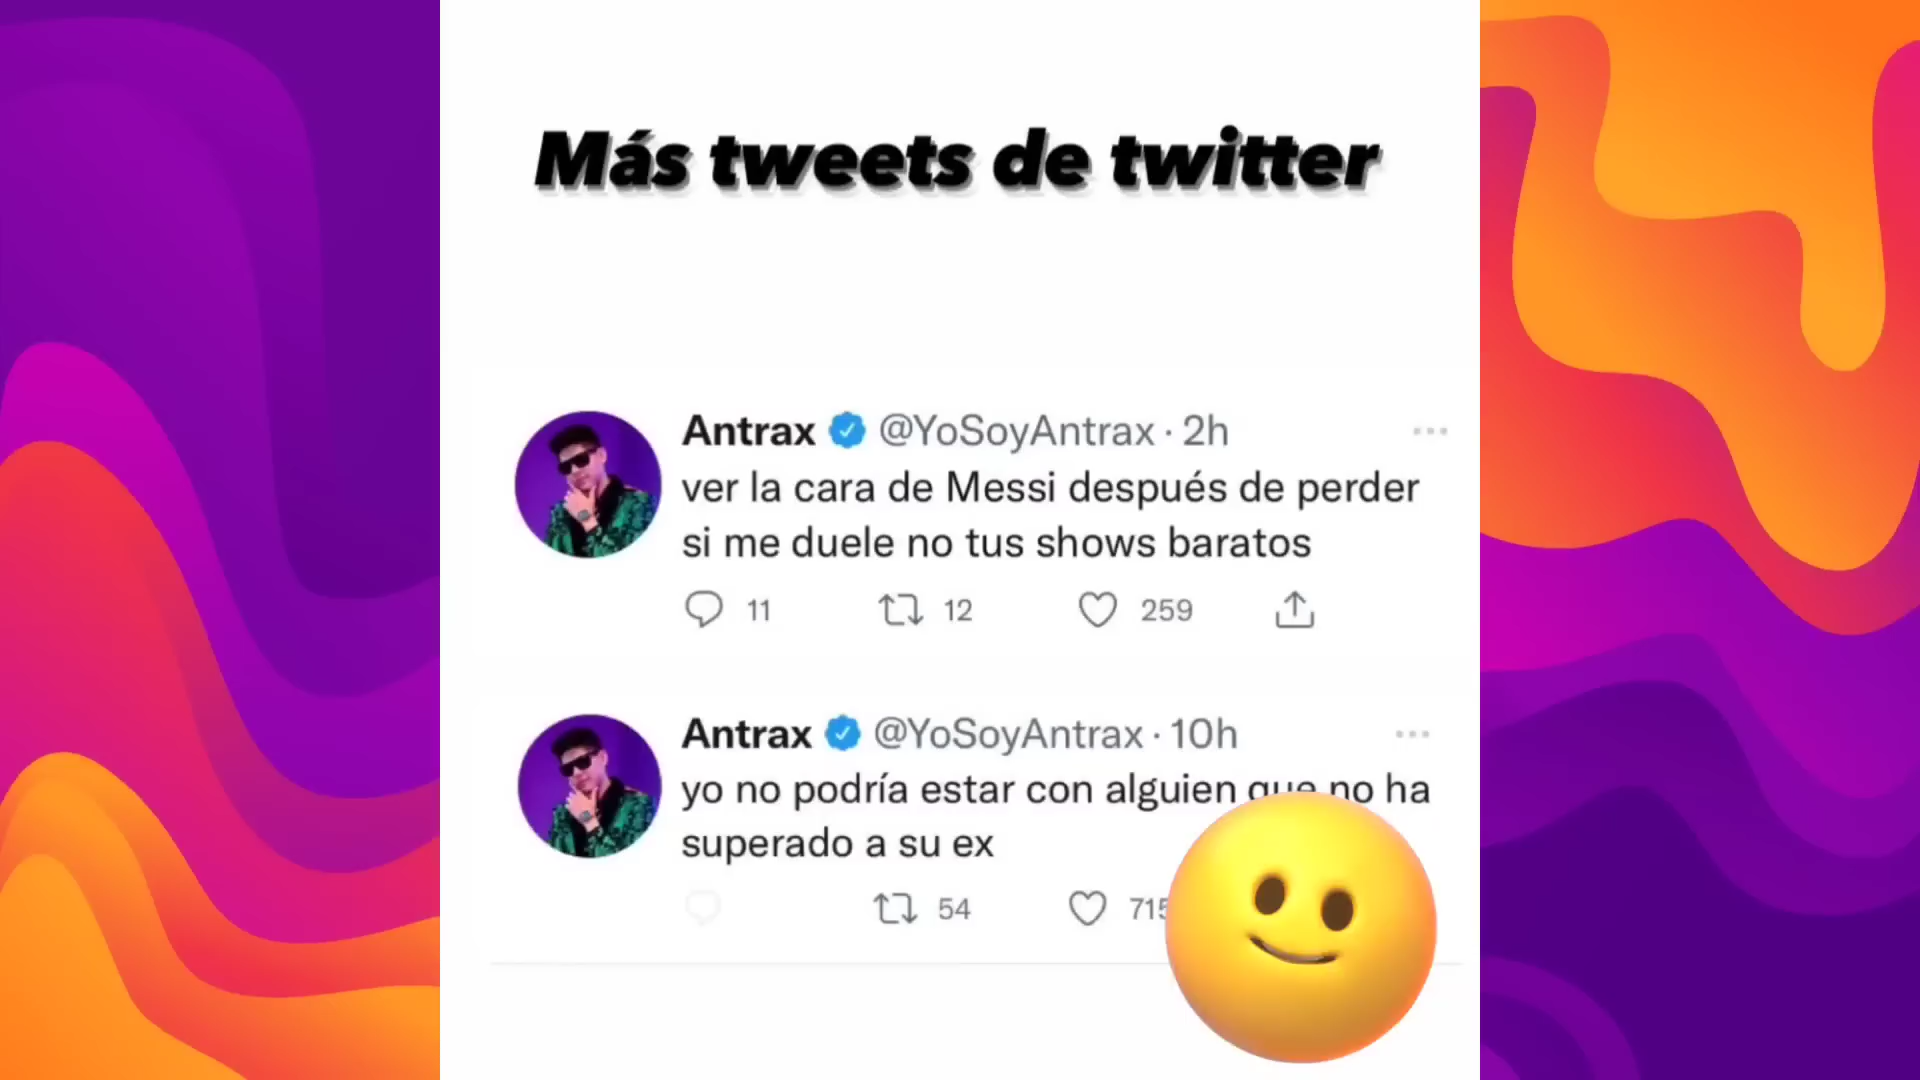 Más tweets de twitter
Antrax @YoSoyAntrax · 2h
ver la cara de Messi después de perder
si me duele no tus shows baratos
11 12 259
Antrax @YoSoyAntrax · 10h
yo no podría estar con alguien que no ha
superado a su ex
54 715